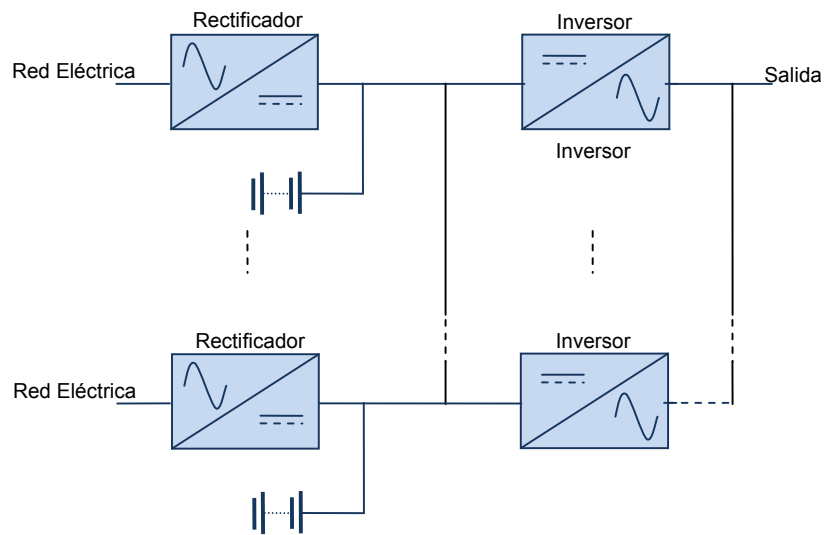 Rectificador
Inversor
Red Eléctrica
Salida
Inversor
Rectificador
Inversor
Red Eléctrica